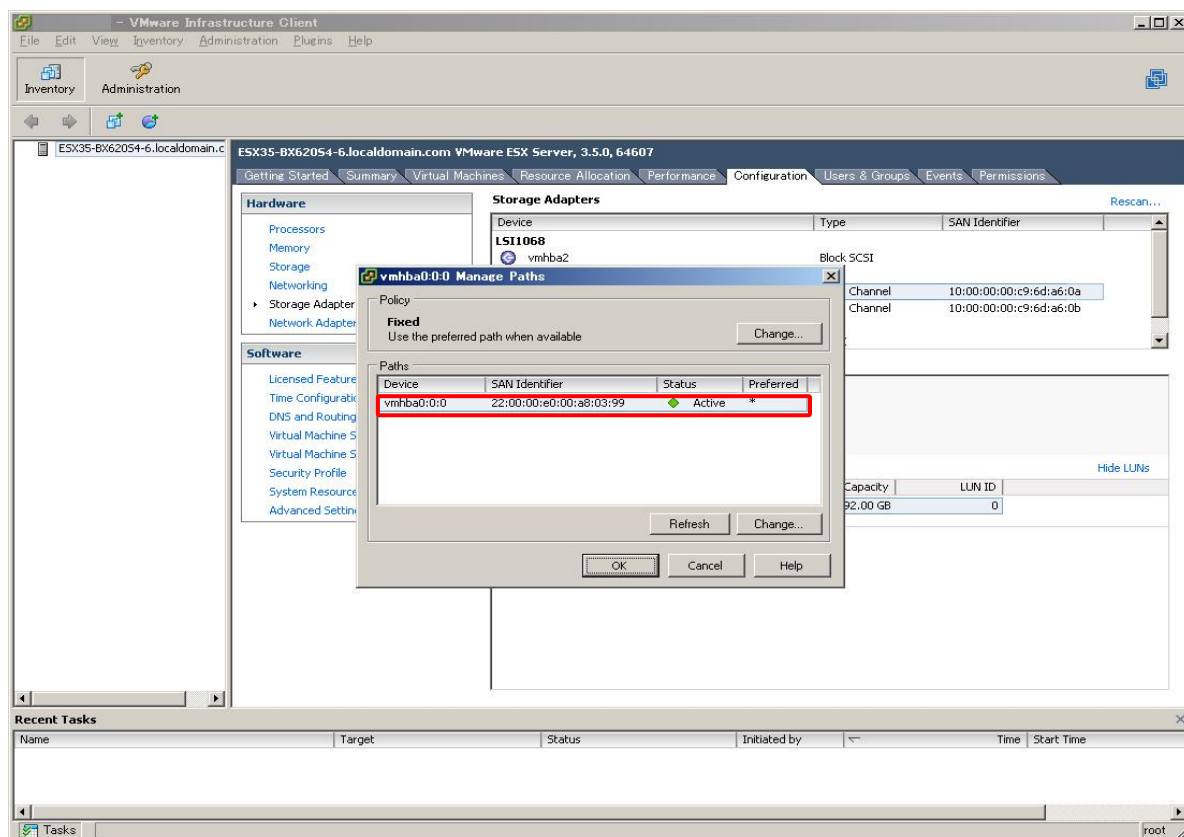 - VMware Infrastructure Client
File Edit View Inventory Administration Plugins Help
Inventory Administration
ESX35-BX620S4-6.localdomain.c
ESX35-BX620S4-6.localdomain.com VMware ESX Server, 3.5.0, 64607
Getting Started Summary Virtual Machines Resource Allocation Performance Configuration Users & Groups Events Permissions
Hardware
Processors
Memory
Storage
Networking
Storage Adapter
Network Adapter
Software
Licensed Feature
Time Configuratio
DNS and Routing
Virtual Machine S
Virtual Machine S
Security Profile
System Resource
Advanced Settin
Storage Adapters
Rescan...
Device Type SAN Identifier
LSI1068
vmhba2 Block SCSI
Channel 10:00:00:00:c9:6d:a6:0a
Channel 10:00:00:00:c9:6d:a6:0b
Hide LUNs
Capacity LUN ID
92.00 GB 0
vmhba0:0:0 Manage Paths
Policy
Fixed
Use the preferred path when available
Change...
Paths
Device SAN Identifier Status Preferred
vmhba0:0:0 22:00:00:e0:00:a8:03:99 Active *
Refresh Change...
OK Cancel Help
Recent Tasks
Name Target Status Initiated by Time Start Time
Tasks
root